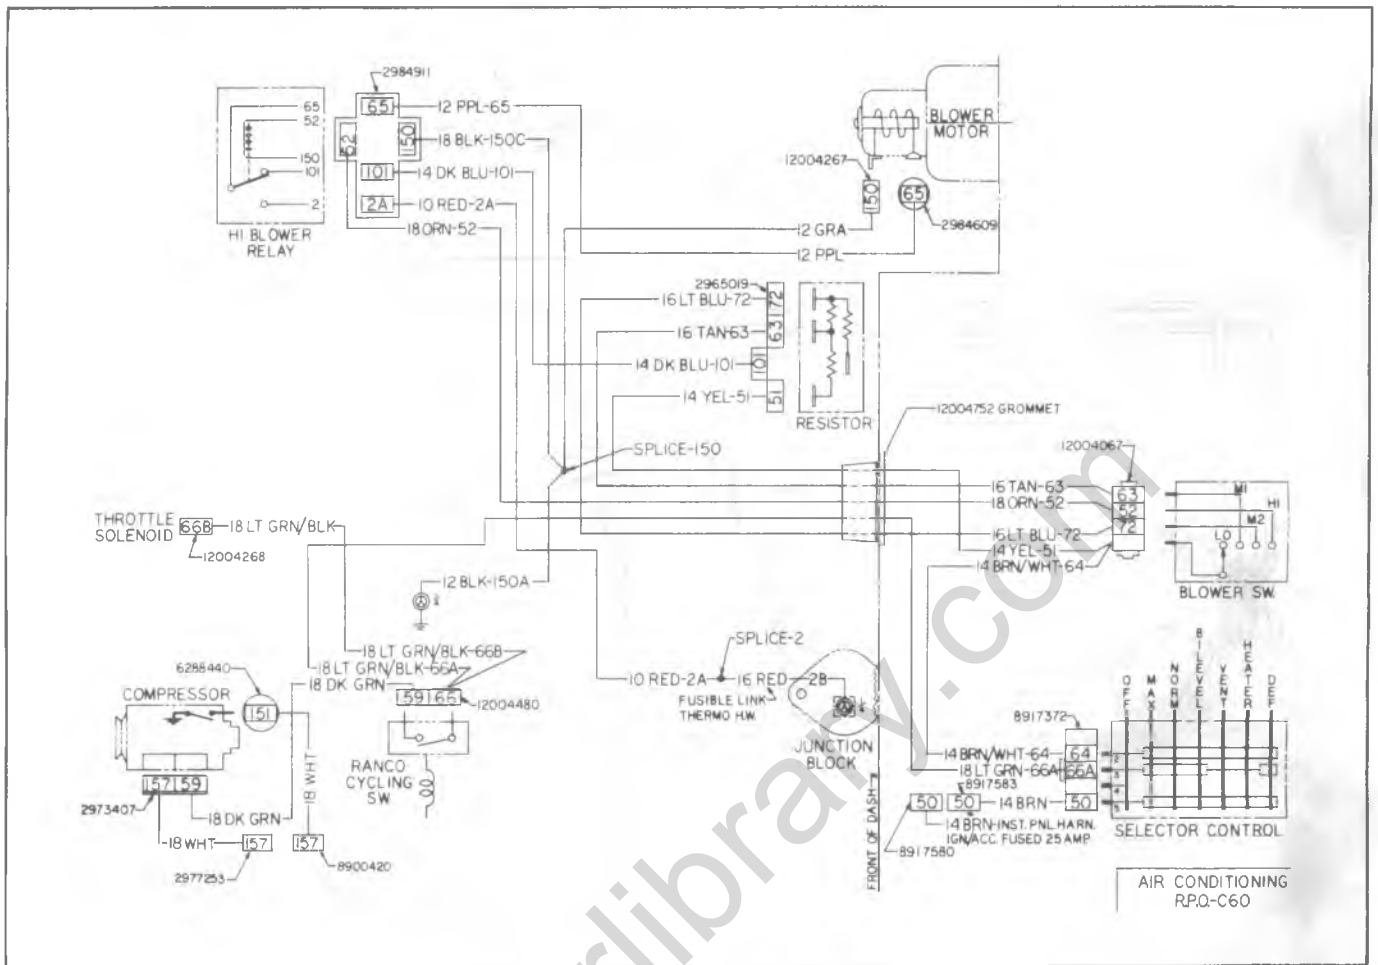 2984911
65
52
150
101
2
HI BLOWER
RELAY
65
52
150
101
12A
12 PPL-65
18 BLK-150C
14 DK BLU-101
10 RED-2A
18 ORN-52
BLOWER
MOTOR
12004267
150
65
2984609
12 GRA
12 PPL
2965019
16 LT BLU-72
72
16 TAN-63
63
14 DK BLU-101
101
14 YEL-51
51
RESISTOR
12004752 GROMMET
SPLICE-150
12004067
16 TAN-63
18 ORN-52
16 LT BLU-72
14 YEL-51
14 BRN/WHT-64
63
52
72
M1
HI
M2
LO
BLOWER SW.
THROTTLE
SOLENOID
66B
18 LT GRN/BLK
12004268
12 BLK-150A
18 LT GRN/BLK-66B
18 LT GRN/BLK-66A
18 DK GRN
59
66
12004480
RANCO
CYCLING
SW
6288440
COMPRESSOR
151
18 WHT
57
59
2973407
18 DK GRN
18 WHT
157
157
2977253
8900420
SPLICE-2
10 RED-2A
16 RED
2B
FUSIBLE LINK
THERMO H.W.
JUNCTION
BLOCK
FRONT OF DASH
OFF
MAX
NORM
BILEVEL
VENT
HEATER
DEF
8917372
14 BRN/WHT-64
64
18 LT GRN-66A
66A
8917583
50
50
14 BRN
50
2
3
4
5
14 BRN-INST. PNL HARN.
IGN/ACC FUSED 25 AMP
8917580
SELECTOR CONTROL
AIR CONDITIONING
R.P.O.-C60
rlibrary.com